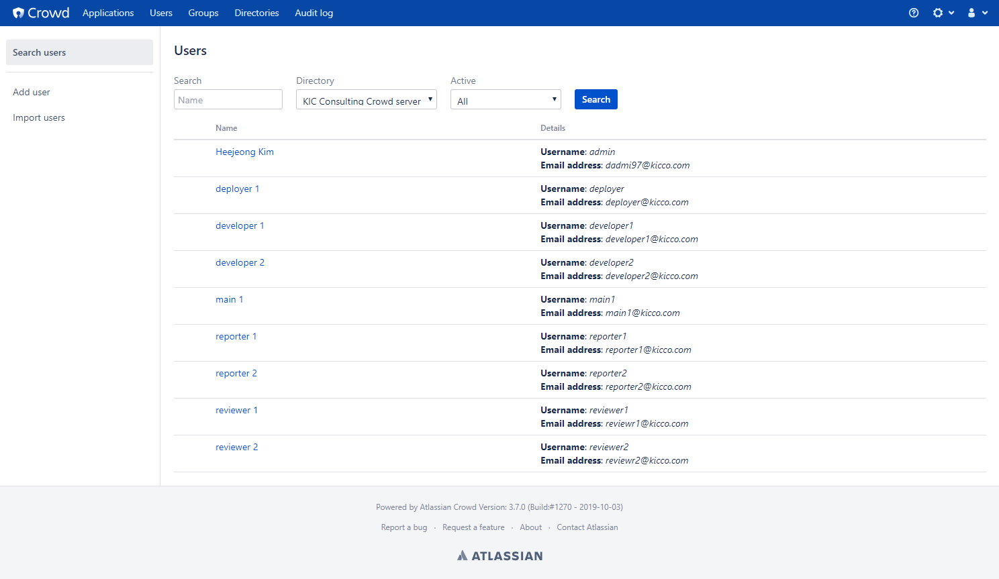 Crowd Applications Users Groups Directories Audit log
Search users
Add user
Import users
Users
Search Directory Active
Name KIC Consulting Crowd server All Search
Name Details
Heejeong Kim Username: admin
Email address: dadmi97@kicco.com
deployer 1 Username: deployer
Email address: deployer@kicco.com
developer 1 Username: developer1
Email address: developer1@kicco.com
developer 2 Username: developer2
Email address: developer2@kicco.com
main 1 Username: main1
Email address: main1@kicco.com
reporter 1 Username: reporter1
Email address: reporter1@kicco.com
reporter 2 Username: reporter2
Email address: reporter2@kicco.com
reviewer 1 Username: reviewer1
Email address: reviewr1@kicco.com
reviewer 2 Username: reviewer2
Email address: reviewr2@kicco.com
Powered by Atlassian Crowd Version: 3.7.0 (Build:#1270 - 2019-10-03)
Report a bug · Request a feature · About · Contact Atlassian
ATLASSIAN